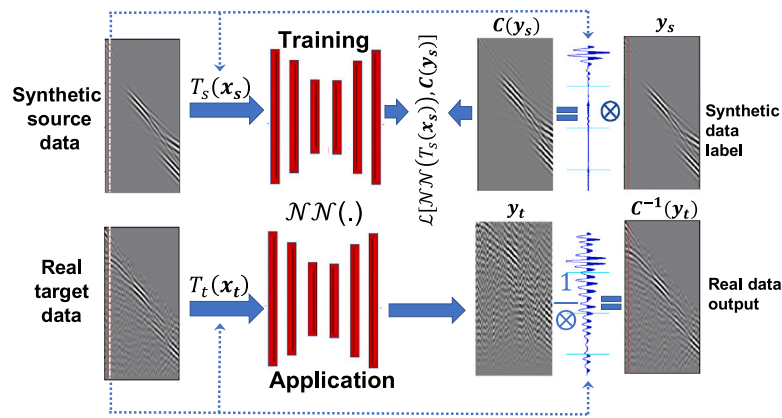 Training
C(y_s)
y_s
Synthetic
source
data
T_s(x_s)
ℒ[𝒩𝒩(T_s(x_s)), C(y_s)]
=
⊗
Synthetic
data
label
𝒩𝒩(.)
y_t
C⁻¹(y_t)
Real
target
data
T_t(x_t)
1
⊗
=
Real data
output
Application